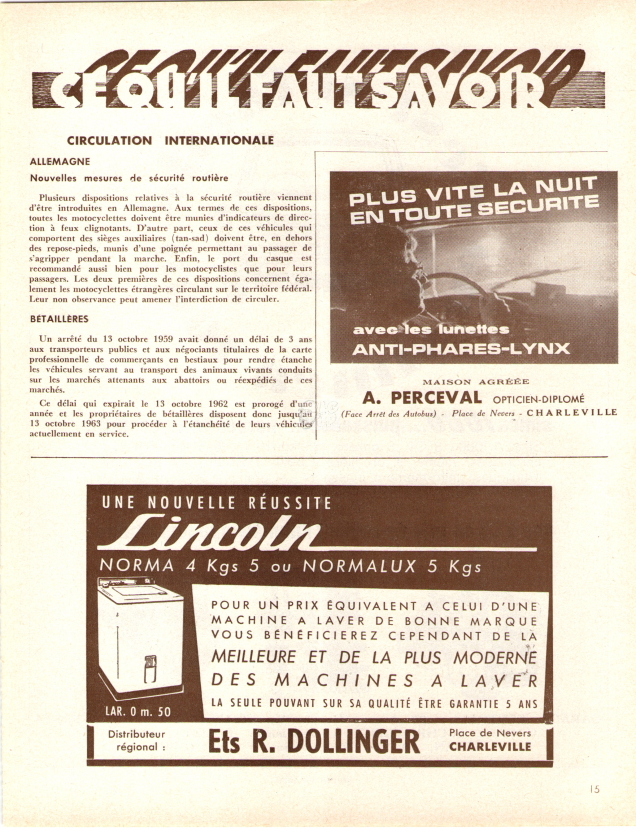 CE QU'IL FAUT SAVOIR
CIRCULATION INTERNATIONALE
ALLEMAGNE
Nouvelles mesures de sécurité routière
Plusieurs dispositions relatives à la sécurité routière viennent
d'être introduites en Allemagne. Aux termes de ces dispositions,
toutes les motocyclettes doivent être munies d'indicateurs de direc-
tion à feux clignotants. D'autre part, ceux de ces véhicules qui
comportent des sièges auxiliaires (tan-sad) doivent être, en dehors
des repose-pieds, munis d'une poignée permettant au passager de
s'agripper pendant la marche. Enfin, le port du casque est
recommandé aussi bien pour les motocyclistes que pour leurs
passagers. Les deux premières de ces dispositions concernent éga-
lement les motocyclettes étrangères circulant sur le territoire fédéral.
Leur non observance peut amener l'interdiction de circuler.
BÉTAILLÈRES
Un arrêté du 13 octobre 1959 avait donné un délai de 3 ans
aux transporteurs publics et aux négociants titulaires de la carte
professionnelle de commerçants en bestiaux pour rendre étanche
les véhicules servant au transport des animaux vivants conduits
sur les marchés attenants aux abattoirs ou réexpédiés de ces
marchés.
Ce délai qui expirait le 13 octobre 1962 est prorogé d'une
année et les propriétaires de bétaillères disposent donc jusqu'au
13 octobre 1963 pour procéder à l'étanchéité de leurs véhicules
actuellement en service.
PLUS VITE LA NUIT
EN TOUTE SECURITE
avec les lunettes
ANTI-PHARES-LYNX
MAISON AGRÉÉE
A. PERCEVAL OPTICIEN-DIPLOMÉ
(Face Arrêt des Autobus) - Place de Nevers - CHARLEVILLE
UNE NOUVELLE RÉUSSITE
Lincoln
NORMA 4 Kgs 5 ou NORMALUX 5 Kgs
POUR UN PRIX ÉQUIVALENT A CELUI D'UNE
MACHINE A LAVER DE BONNE MARQUE
VOUS BÉNÉFICIEREZ CEPENDANT DE LA
MEILLEURE ET DE LA PLUS MODERNE
DES MACHINES A LAVER
LA SEULE POUVANT SUR SA QUALITÉ ÊTRE GARANTIE 5 ANS
LAR. 0 m. 50
Distributeur
régional :
Ets R. DOLLINGER
Place de Nevers
CHARLEVILLE
15